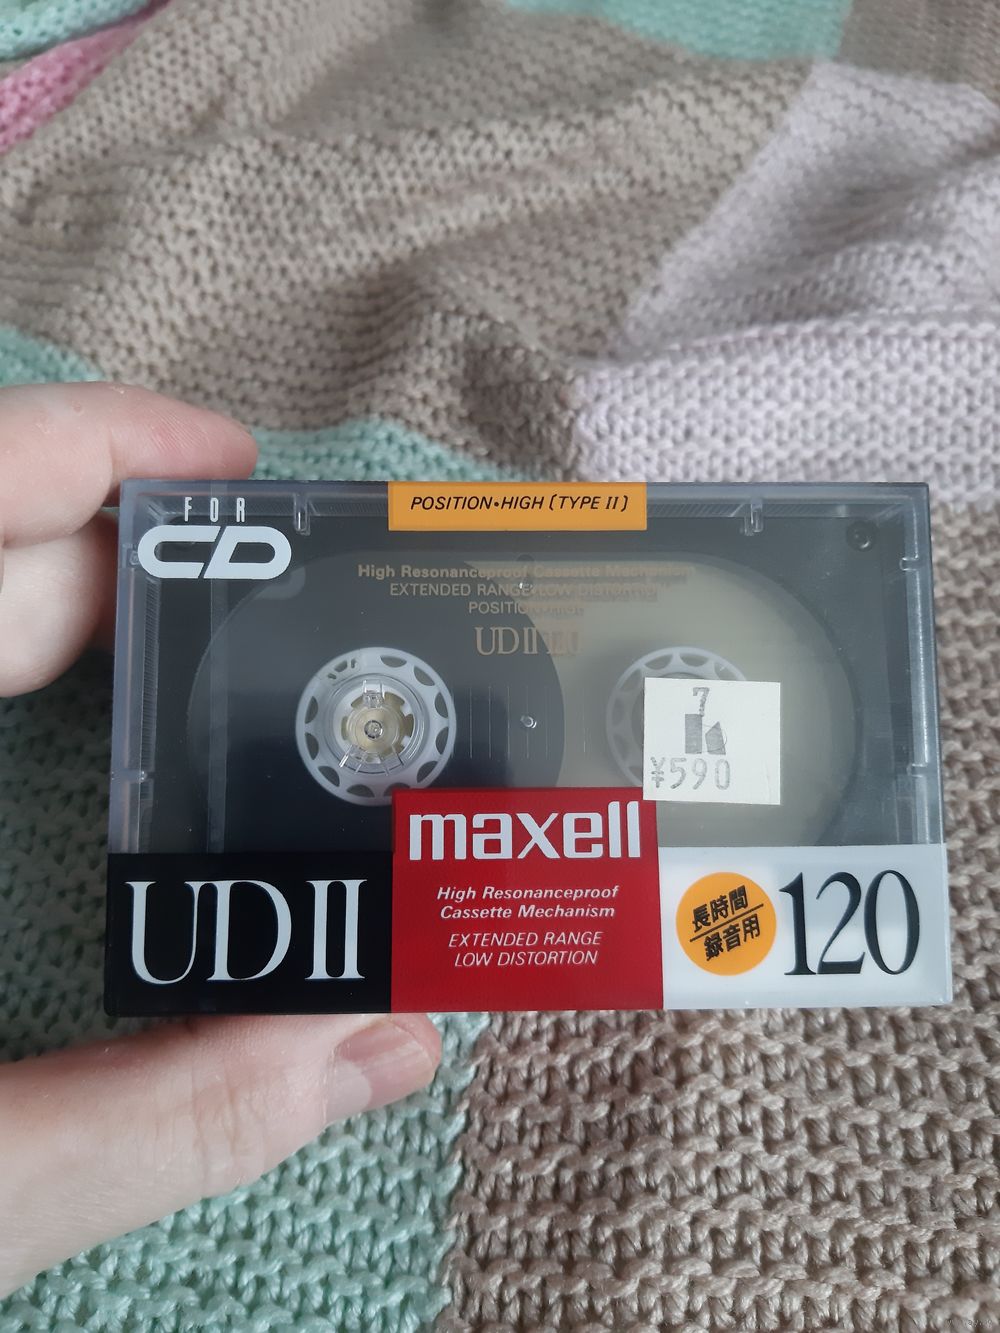 POSITION•HIGH (TYPE II)
FOR
CD
High Resonanceproof Cassette Mechanism
EXTENDED RANGE•LOW DISTORTION
POSITION•HIGH
UD II 120
7
¥590
maxell
UD II
High Resonanceproof
Cassette Mechanism
EXTENDED RANGE
LOW DISTORTION
長時間
録音用
120